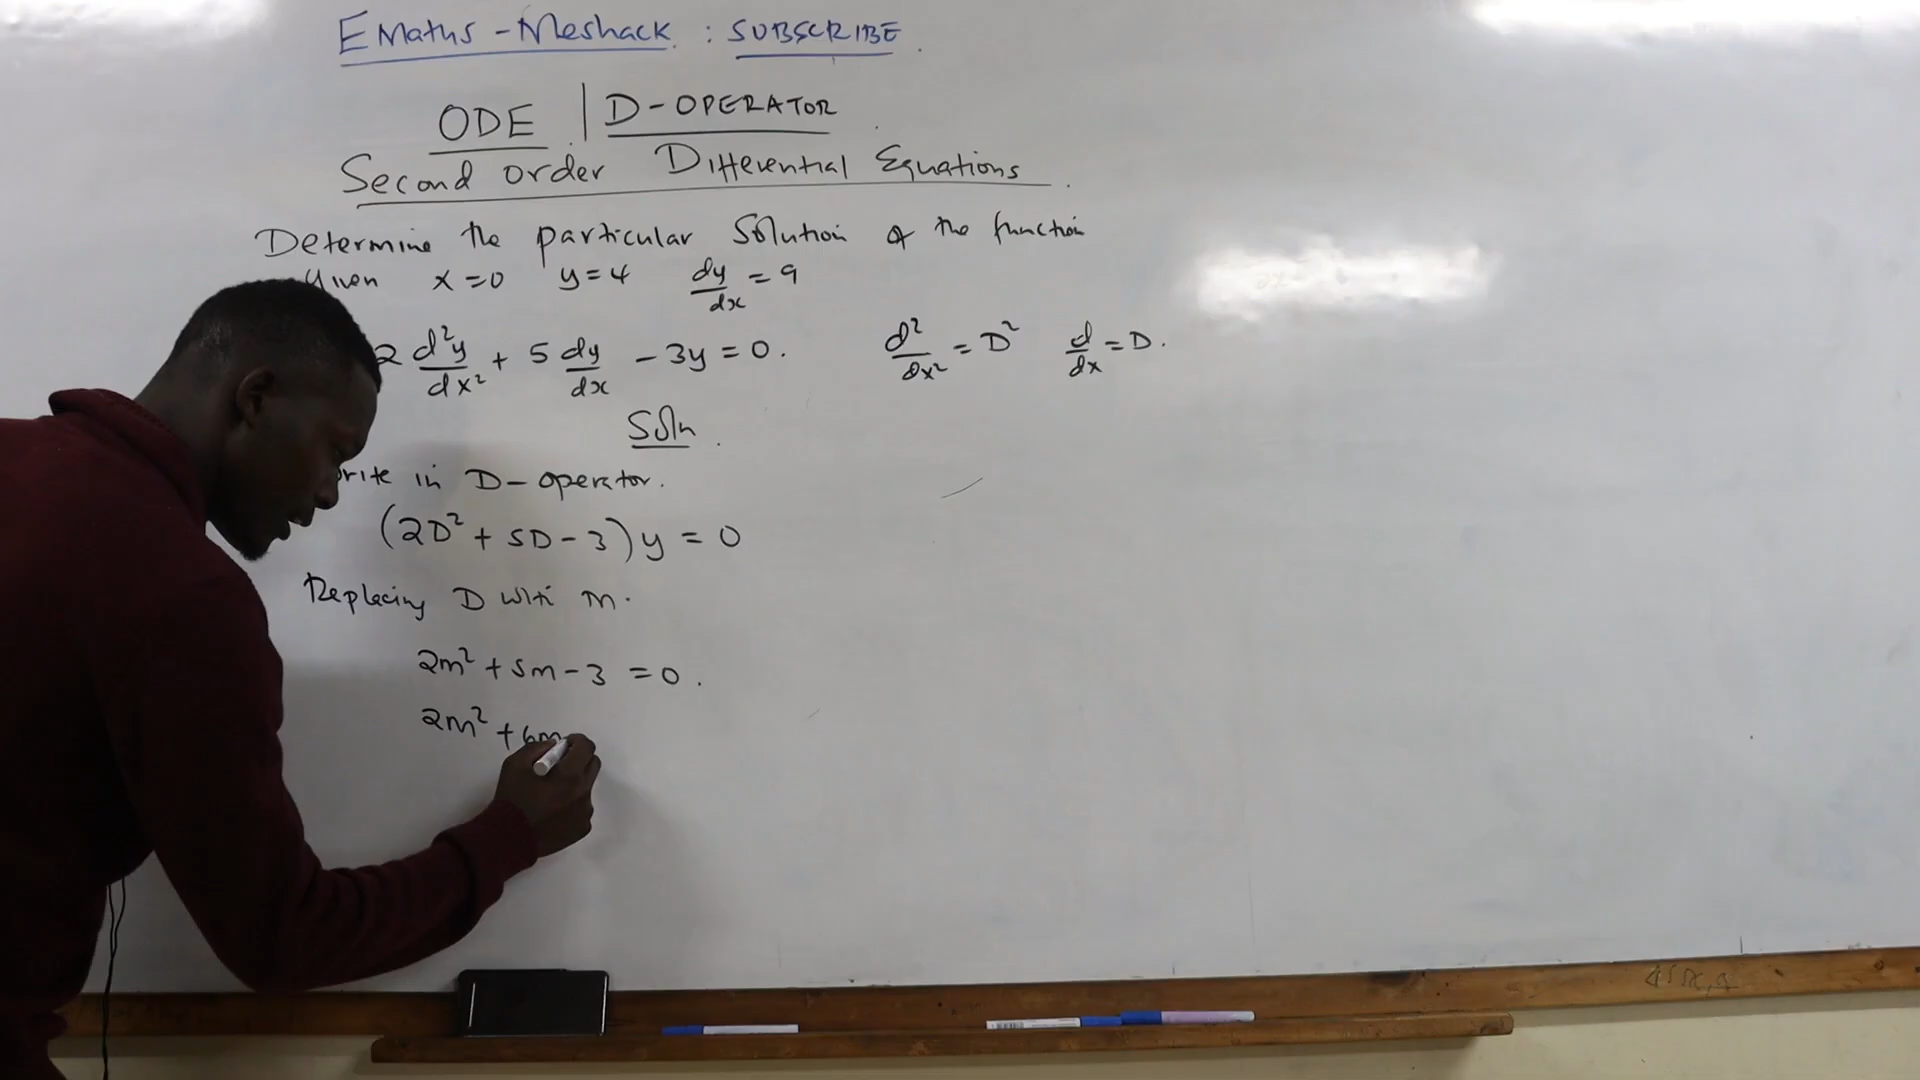 EMaths - Meshack : SUBSCRIBE
ODE | D-OPERATOR
Second order Differential Equations
Determine the particular Solution of the function
Given x = 0 y = 4 dy/dx = 9
2 d²y/dx² + 5 dy/dx - 3y = 0. d²/dx² = D² d/dx = D.
Soln
rite in D-operator.
(2D² + 5D - 3) y = 0
Replacing D with m.
2m² + 5m - 3 = 0.
2m² + 6m